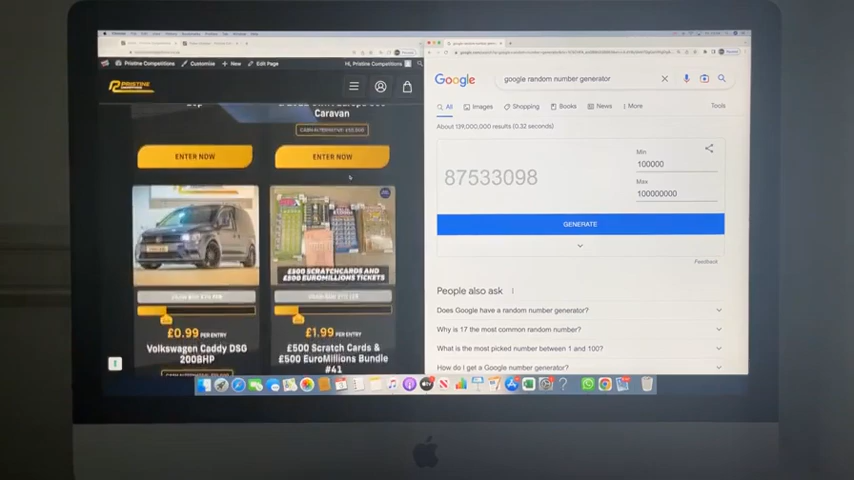 Pristine Competitions
Customise
New
Edit Page
Hi, Pristine Competitions
PRISTINE
Caravan
ENTER NOW
ENTER NOW
£500 SCRATCHCARDS AND
£500 EUROMILLIONS TICKETS
£0.99 PER ENTRY
Volkswagen Caddy DSG
200BHP
£1.99 PER ENTRY
£500 Scratch Cards &
£500 EuroMillions Bundle
#41
Google
google random number generator
All
Images
Shopping
Books
News
More
Tools
About 139,000,000 results (0.32 seconds)
87533098
Min
100000
Max
100000000
GENERATE
Feedback
People also ask
Does Google have a random number generator?
Why is 17 the most common random number?
What is the most picked number between 1 and 100?
How do I get a Google number generator?